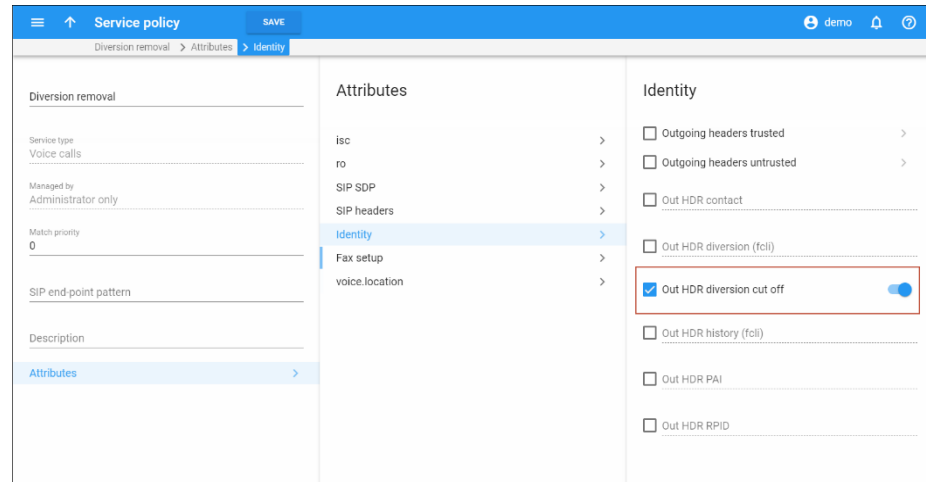 Service policy
SAVE
demo
Diversion removal > Attributes > Identity
Diversion removal
Service type
Voice calls
Managed by
Administrator only
Match priority
0
SIP end-point pattern
Description
Attributes
Attributes
isc
ro
SIP SDP
SIP headers
Identity
Fax setup
voice.location
Identity
Outgoing headers trusted
Outgoing headers untrusted
Out HDR contact
Out HDR diversion (fcli)
Out HDR diversion cut off
Out HDR history (fcli)
Out HDR PAI
Out HDR RPID